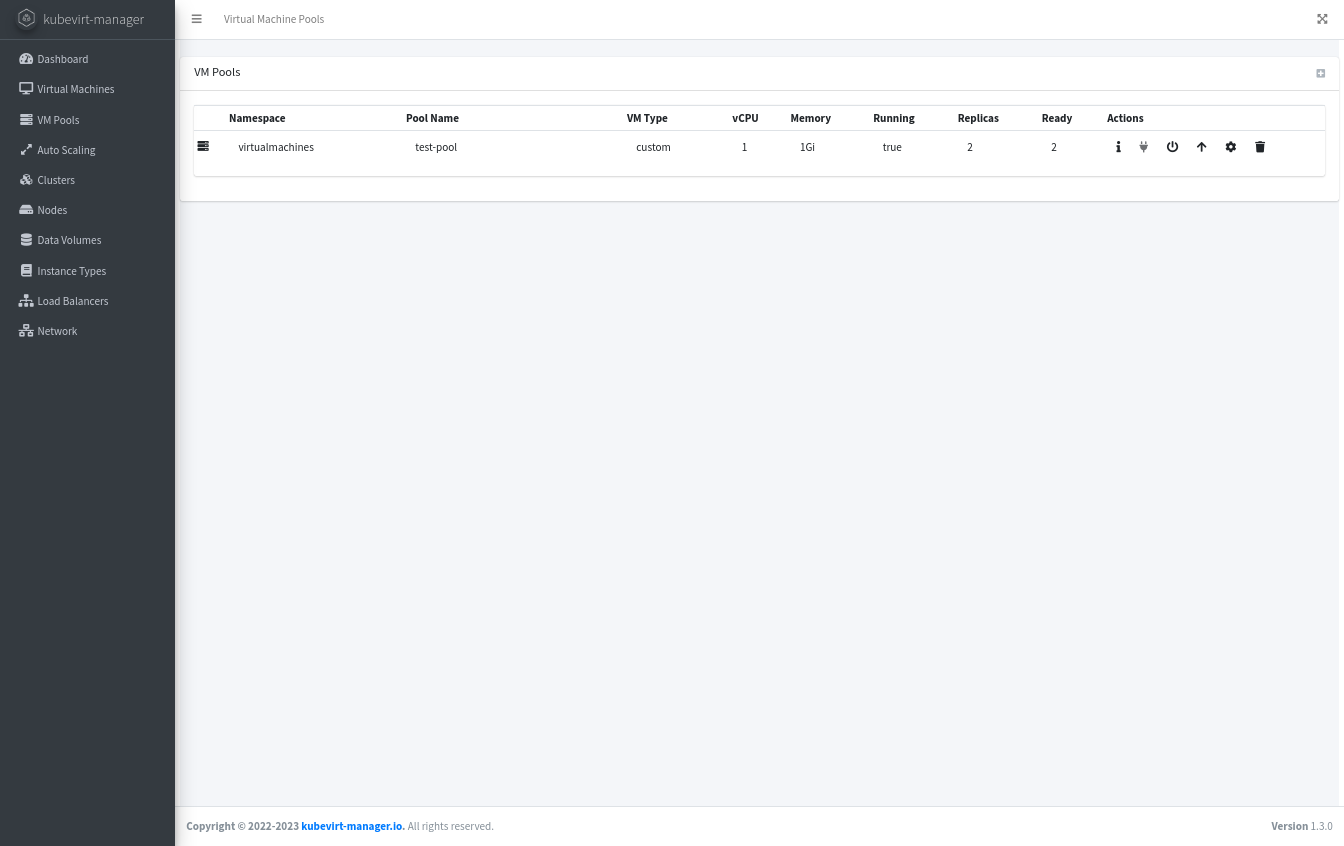 kubevirt-manager
Virtual Machine Pools
Dashboard
Virtual Machines
VM Pools
Auto Scaling
Clusters
Nodes
Data Volumes
Instance Types
Load Balancers
Network
VM Pools
Namespace Pool Name VM Type vCPU Memory Running Replicas Ready Actions
virtualmachines test-pool custom 1 1Gi true 2 2
Copyright © 2022-2023 kubevirt-manager.io. All rights reserved.
Version 1.3.0